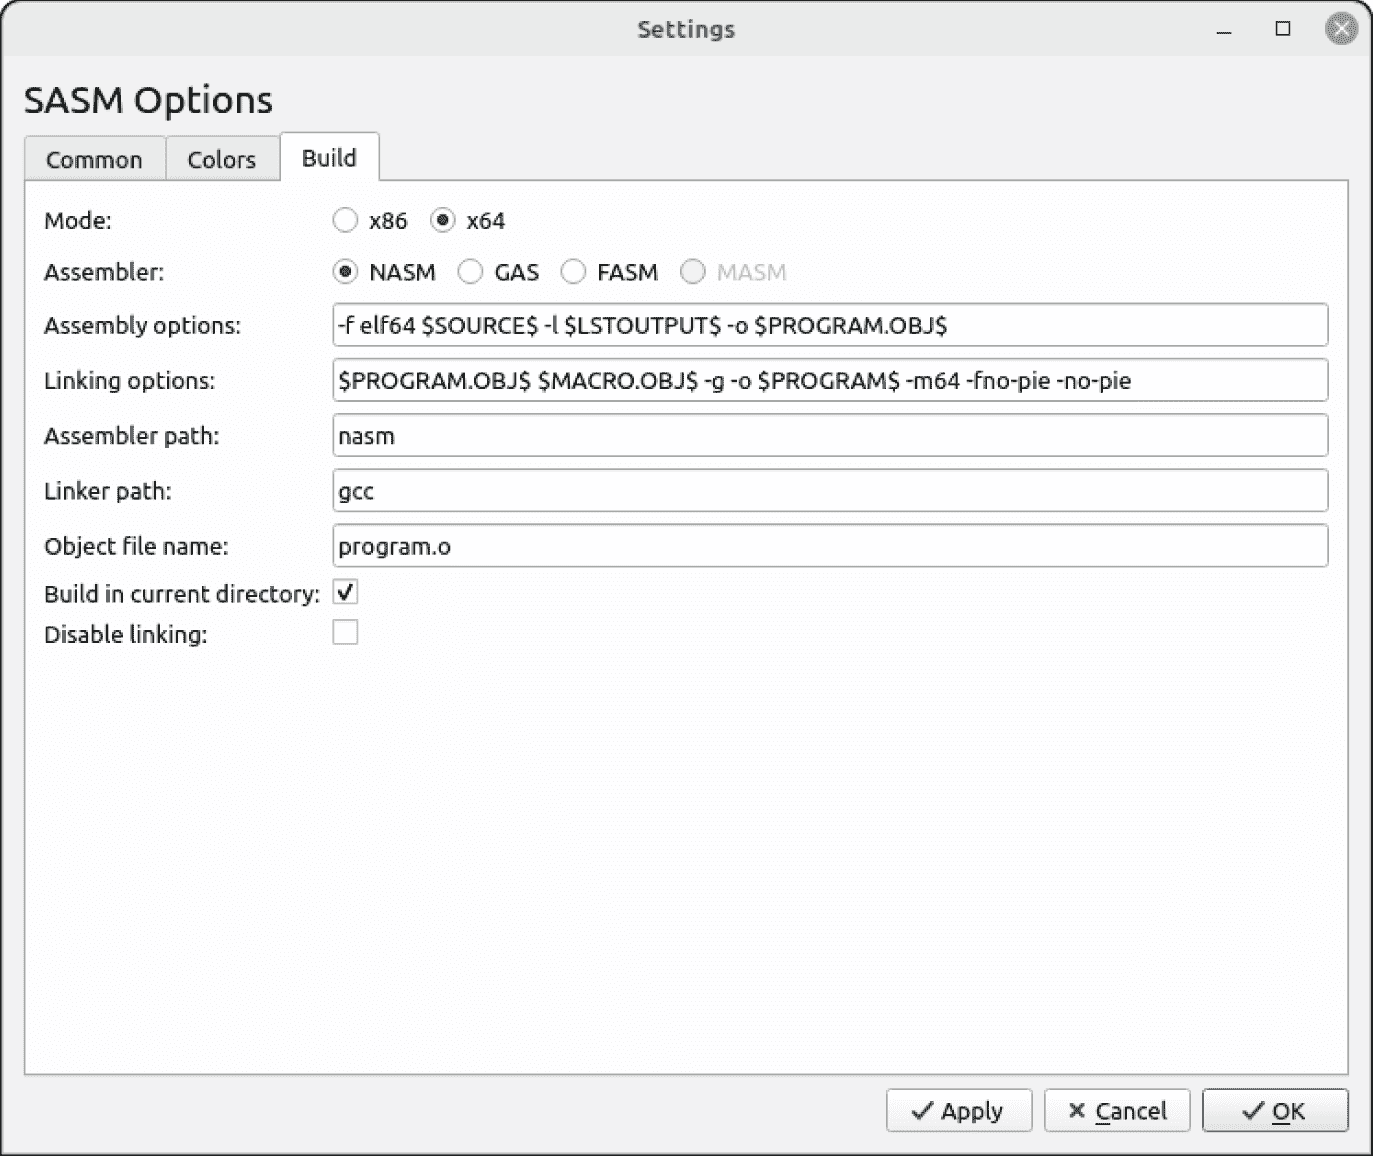 Settings
SASM Options
Common Colors Build
Mode: x86 x64
Assembler: NASM GAS FASM MASM
Assembly options: -f elf64 $SOURCE$ -l $LSTOUTPUT$ -o $PROGRAM.OBJ$
Linking options: $PROGRAM.OBJ$ $MACRO.OBJ$ -g -o $PROGRAM$ -m64 -fno-pie -no-pie
Assembler path: nasm
Linker path: gcc
Object file name: program.o
Build in current directory:
Disable linking:
Apply Cancel OK